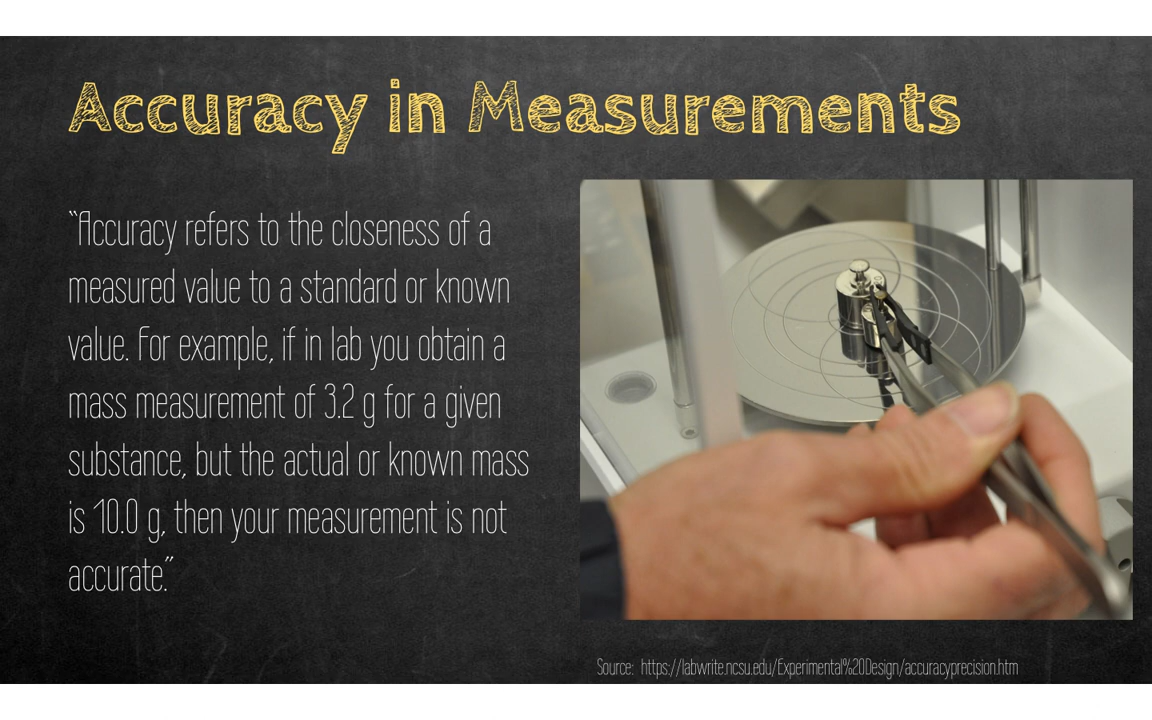 Accuracy in Measurements
“Accuracy refers to the closeness of a
measured value to a standard or known
value. For example, if in lab you obtain a
mass measurement of 3.2 g for a given
substance, but the actual or known mass
is 10.0 g, then your measurement is not
accurate.”
Source: https://labwrite.ncsu.edu/Experimental%20Design/accuracyprecision.htm